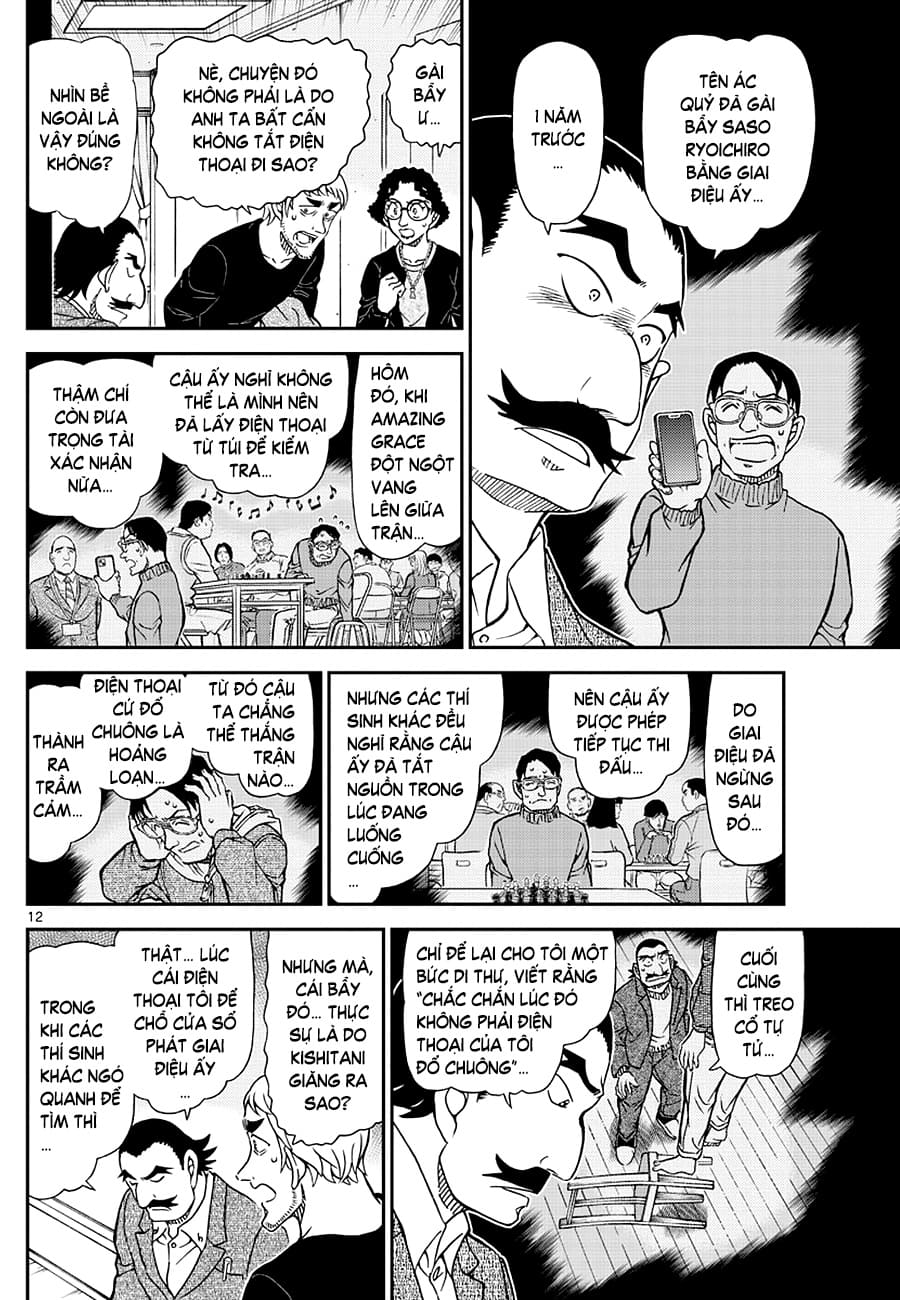 TÊN ÁC
QUỶ ĐÃ GÀI
BẪY SASO
RYOICHIRO
BẰNG GIAI
ĐIỆU ẤY...
1 NĂM
TRƯỚC
...
GÀI
BẪY
Ư...
NÈ, CHUYỆN ĐÓ
KHÔNG PHẢI LÀ DO
ANH TA BẤT CẨN
KHÔNG TẮT ĐIỆN
THOẠI ĐI SAO?
NHÌN BỀ
NGOÀI LÀ
VẬY ĐÚNG
KHÔNG?
HÔM
ĐÓ, KHI
AMAZING
GRACE
ĐỘT NGỘT
VANG
LÊN GIỮA
TRẬN...
CẬU ẤY NGHĨ KHÔNG
THỂ LÀ MÌNH NÊN
ĐÃ LẤY ĐIỆN THOẠI
TỪ TÚI ĐỂ KIỂM
TRA...
THẬM CHÍ
CÒN ĐƯA
TRỌNG TÀI
XÁC NHẬN
NỮA...
DO
GIAI
ĐIỆU ĐÃ
NGỪNG
SAU
ĐÓ...
NÊN CẬU ẤY
ĐƯỢC PHÉP
TIẾP TỤC THI
ĐẤU...
NHƯNG CÁC THÍ
SINH KHÁC ĐỀU
NGHĨ RẰNG CẬU
ẤY ĐÃ TẮT
NGUỒN TRONG
LÚC ĐANG
LUỐNG
CUỐNG
...
TỪ ĐÓ CẬU
TA CHẲNG
THỂ THẮNG
TRẬN
NÀO...
ĐIỆN THOẠI
CỨ ĐỔ
CHUÔNG LÀ
HOẢNG
LOẠN...
THÀNH
RA
TRẦM
CẢM...
12
CUỐI
CÙNG
THÌ TREO
CỔ TỰ
TỬ...
CHỈ ĐỂ LẠI CHO TÔI MỘT
BỨC DI THƯ, VIẾT RẰNG
“CHẮC CHẮN LÚC ĐÓ
KHÔNG PHẢI ĐIỆN
THOẠI CỦA TÔI
ĐỔ CHUÔNG”...
NHƯNG MÀ,
CÁI BẪY
ĐÓ... THỰC
SỰ LÀ DO
KISHITANI
GIĂNG RA
SAO?
THẬT... LÚC
CÁI ĐIỆN
THOẠI TÔI ĐỂ
CHỖ CỬA SỔ
PHÁT GIAI
ĐIỆU ẤY
...
TRONG
KHI CÁC
THÍ SINH
KHÁC NGÓ
QUANH ĐỂ
TÌM THÌ
...